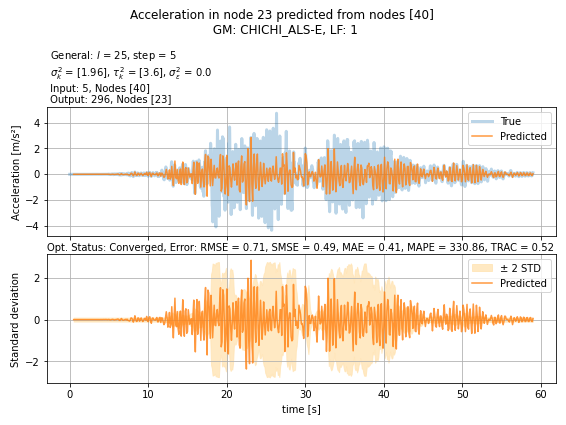 Acceleration in node 23 predicted from nodes [40]
GM: CHICHI_ALS-E, LF: 1
General: l = 25, step = 5
σ²ₖ = [1.96], τ²ₖ = [3.6], σ²ε = 0.0
Input: 5, Nodes [40]
Output: 296, Nodes [23]
Acceleration [m/s²]
4
2
0
−2
−4
True
Predicted
Opt. Status: Converged, Error: RMSE = 0.71, SMSE = 0.49, MAE = 0.41, MAPE = 330.86, TRAC = 0.52
Standard deviation
2
0
−2
± 2 STD
Predicted
0 10 20 30 40 50 60
time [s]